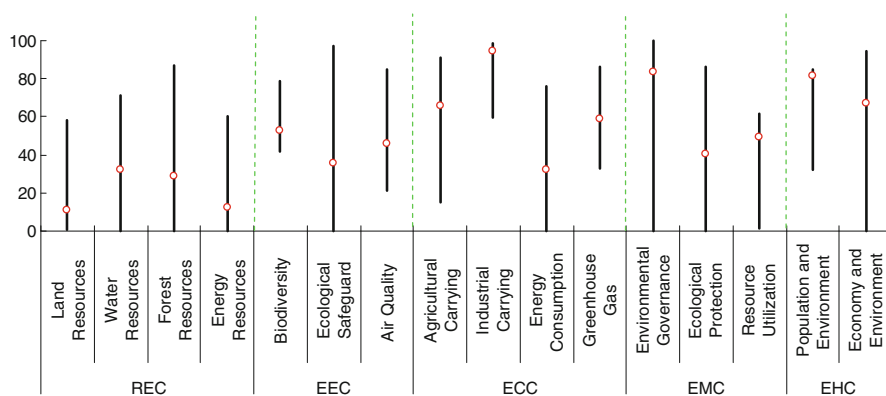 100
80
60
40
20
0
Land
Resources
Water
Resources
Forest
Resources
Energy
Resources
Biodiversity
Ecological
Safeguard
Air Quality
Agricultural
Carrying
Industrial
Carrying
Energy
Consumption
Greenhouse
Gas
Environmental
Governance
Ecological
Protection
Resource
Utilization
Population and
Environment
Economy and
Environment
REC
EEC
ECC
EMC
EHC